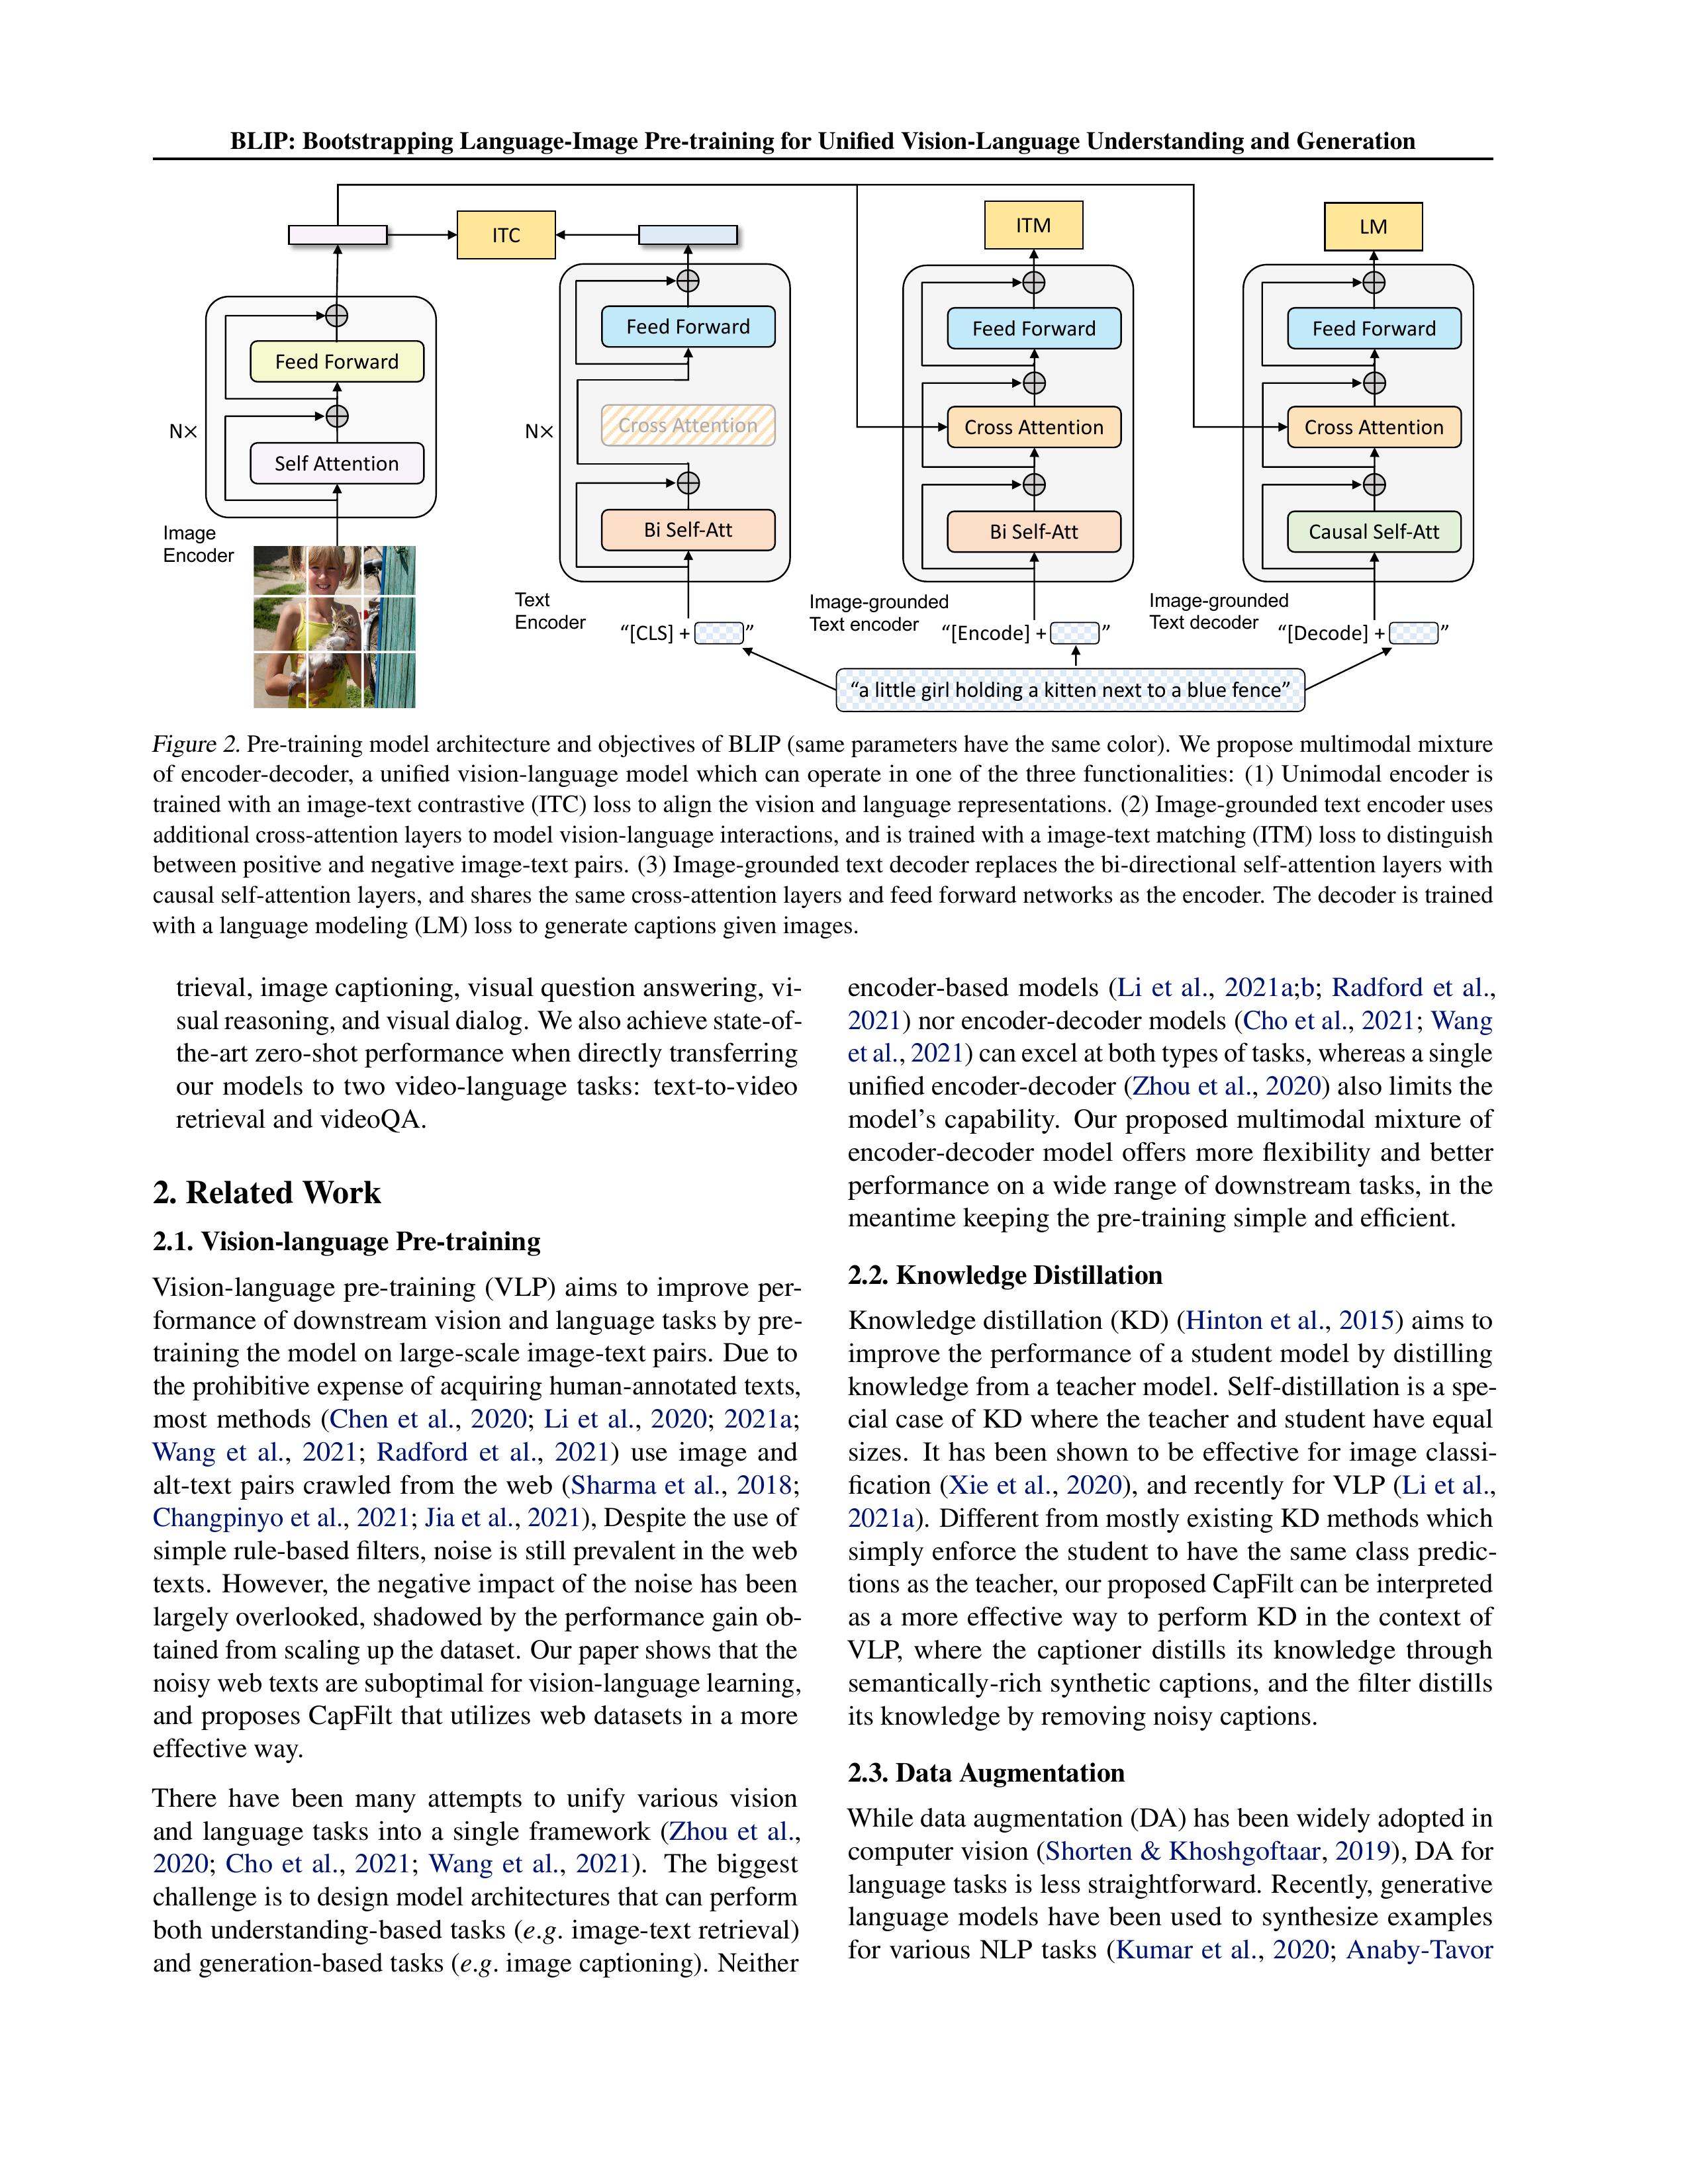 BLIP: Bootstrapping Language-Image Pre-training for Unified Vision-Language Understanding and Generation
ITC
ITM
LM
Feed Forward
Self Attention
N×
Image
Encoder
Feed Forward
Cross Attention
Bi Self-Att
N×
Text
Encoder
“[CLS] + ”
Feed Forward
Cross Attention
Bi Self-Att
Image-grounded
Text encoder
“[Encode] + ”
Feed Forward
Cross Attention
Causal Self-Att
Image-grounded
Text decoder
“[Decode] + ”
“a little girl holding a kitten next to a blue fence”
Figure 2. Pre-training model architecture and objectives of BLIP (same parameters have the same color). We propose multimodal mixture
of encoder-decoder, a unified vision-language model which can operate in one of the three functionalities: (1) Unimodal encoder is
trained with an image-text contrastive (ITC) loss to align the vision and language representations. (2) Image-grounded text encoder uses
additional cross-attention layers to model vision-language interactions, and is trained with a image-text matching (ITM) loss to distinguish
between positive and negative image-text pairs. (3) Image-grounded text decoder replaces the bi-directional self-attention layers with
causal self-attention layers, and shares the same cross-attention layers and feed forward networks as the encoder. The decoder is trained
with a language modeling (LM) loss to generate captions given images.
trieval, image captioning, visual question answering, vi-
sual reasoning, and visual dialog. We also achieve state-of-
the-art zero-shot performance when directly transferring
our models to two video-language tasks: text-to-video
retrieval and videoQA.
2. Related Work
2.1. Vision-language Pre-training
Vision-language pre-training (VLP) aims to improve per-
formance of downstream vision and language tasks by pre-
training the model on large-scale image-text pairs. Due to
the prohibitive expense of acquiring human-annotated texts,
most methods (Chen et al., 2020; Li et al., 2020; 2021a;
Wang et al., 2021; Radford et al., 2021) use image and
alt-text pairs crawled from the web (Sharma et al., 2018;
Changpinyo et al., 2021; Jia et al., 2021), Despite the use of
simple rule-based filters, noise is still prevalent in the web
texts. However, the negative impact of the noise has been
largely overlooked, shadowed by the performance gain ob-
tained from scaling up the dataset. Our paper shows that the
noisy web texts are suboptimal for vision-language learning,
and proposes CapFilt that utilizes web datasets in a more
effective way.
There have been many attempts to unify various vision
and language tasks into a single framework (Zhou et al.,
2020; Cho et al., 2021; Wang et al., 2021). The biggest
challenge is to design model architectures that can perform
both understanding-based tasks (e.g. image-text retrieval)
and generation-based tasks (e.g. image captioning). Neither
encoder-based models (Li et al., 2021a;b; Radford et al.,
2021) nor encoder-decoder models (Cho et al., 2021; Wang
et al., 2021) can excel at both types of tasks, whereas a single
unified encoder-decoder (Zhou et al., 2020) also limits the
model’s capability. Our proposed multimodal mixture of
encoder-decoder model offers more flexibility and better
performance on a wide range of downstream tasks, in the
meantime keeping the pre-training simple and efficient.
2.2. Knowledge Distillation
Knowledge distillation (KD) (Hinton et al., 2015) aims to
improve the performance of a student model by distilling
knowledge from a teacher model. Self-distillation is a spe-
cial case of KD where the teacher and student have equal
sizes. It has been shown to be effective for image classi-
fication (Xie et al., 2020), and recently for VLP (Li et al.,
2021a). Different from mostly existing KD methods which
simply enforce the student to have the same class predic-
tions as the teacher, our proposed CapFilt can be interpreted
as a more effective way to perform KD in the context of
VLP, where the captioner distills its knowledge through
semantically-rich synthetic captions, and the filter distills
its knowledge by removing noisy captions.
2.3. Data Augmentation
While data augmentation (DA) has been widely adopted in
computer vision (Shorten & Khoshgoftaar, 2019), DA for
language tasks is less straightforward. Recently, generative
language models have been used to synthesize examples
for various NLP tasks (Kumar et al., 2020; Anaby-Tavor